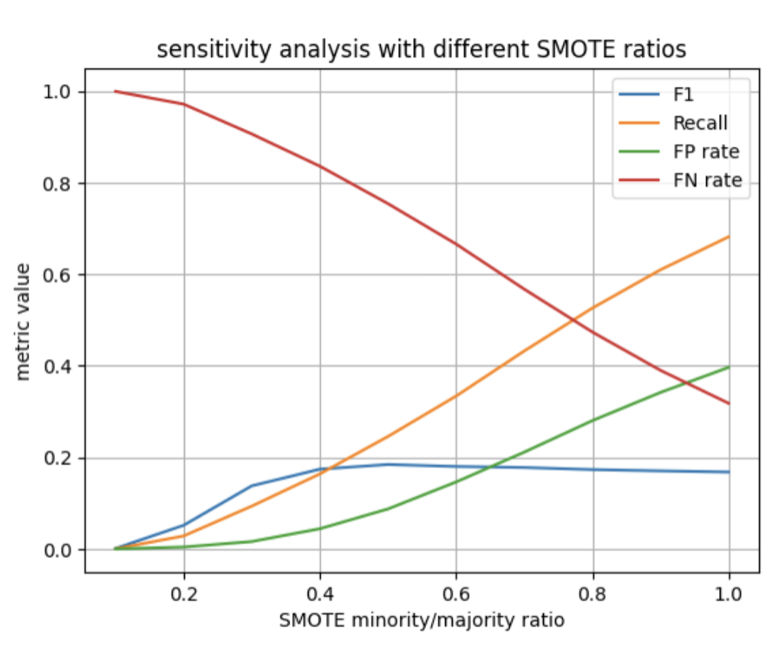 sensitivity analysis with different SMOTE ratios
F1
Recall
FP rate
FN rate
1.0
0.8
0.6
0.4
0.2
0.0
metric value
0.2 0.4 0.6 0.8 1.0
SMOTE minority/majority ratio